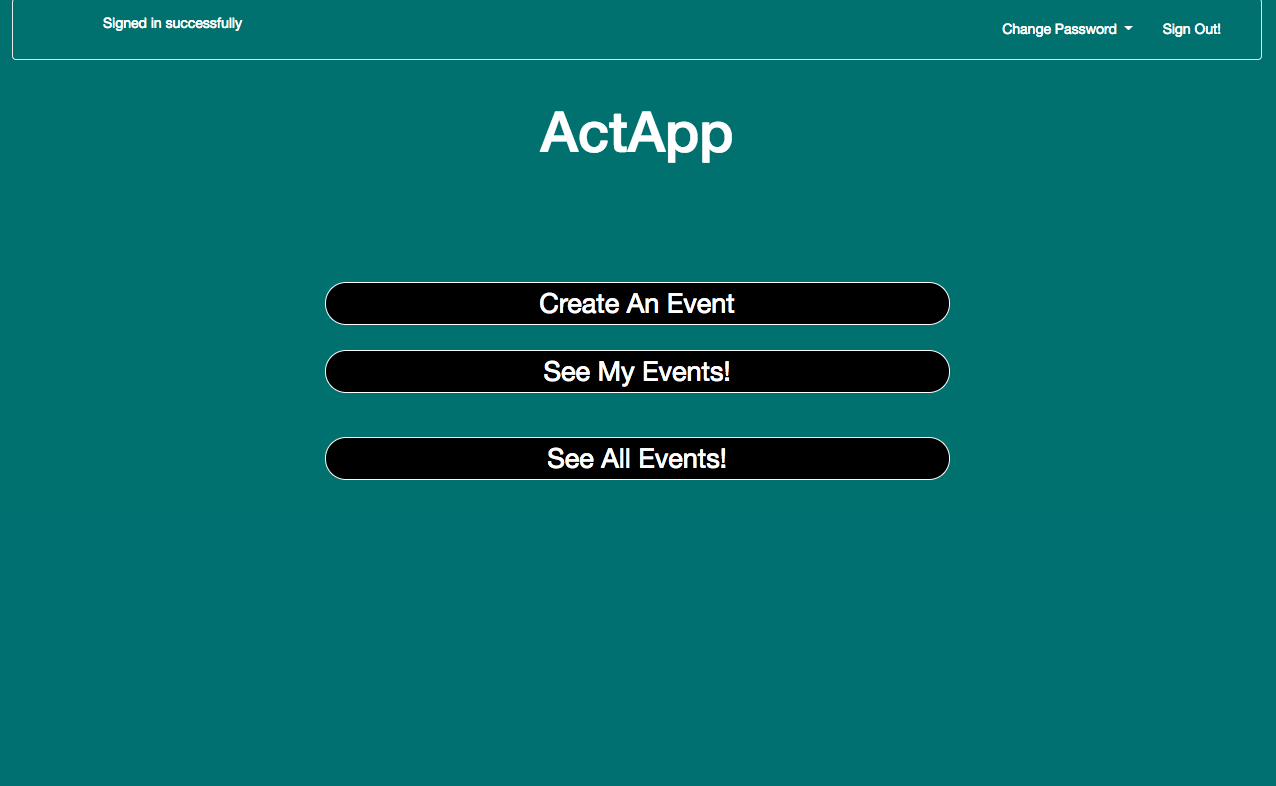 Signed in successfully
Change Password
Sign Out!
ActApp
Create An Event
See My Events!
See All Events!